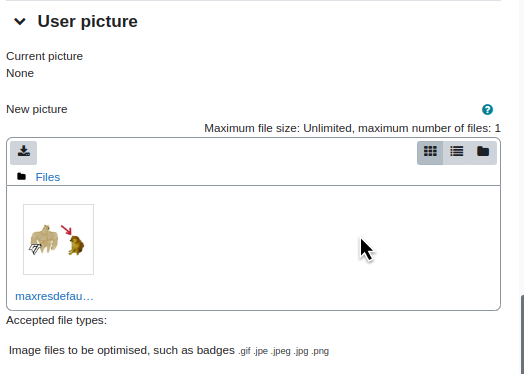 User picture
Current picture
None
New picture
Maximum file size: Unlimited, maximum number of files: 1
Files
maxresdefau...
Accepted file types:
Image files to be optimised, such as badges .gif .jpe .jpeg .jpg .png